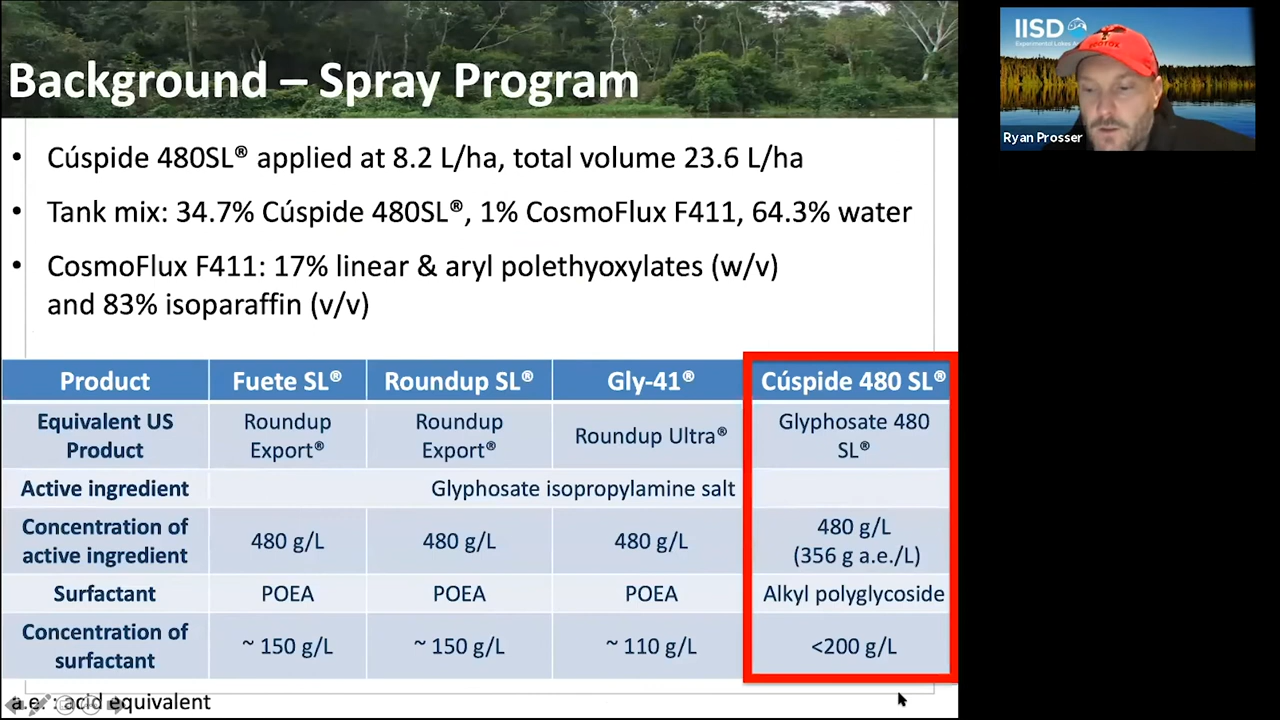 Background – Spray Program
• Cúspide 480SL® applied at 8.2 L/ha, total volume 23.6 L/ha
• Tank mix: 34.7% Cúspide 480SL®, 1% CosmoFlux F411, 64.3% water
• CosmoFlux F411: 17% linear & aryl polethyoxylates (w/v)
and 83% isoparaffin (v/v)
Product Fuete SL® Roundup SL® Gly-41® Cúspide 480 SL®
Equivalent US Product Roundup Export® Roundup Export® Roundup Ultra® Glyphosate 480 SL®
Active ingredient Glyphosate isopropylamine salt
Concentration of active ingredient 480 g/L 480 g/L 480 g/L 480 g/L (356 g a.e./L)
Surfactant POEA POEA POEA Alkyl polyglycoside
Concentration of surfactant ~ 150 g/L ~ 150 g/L ~ 110 g/L <200 g/L
a.e. : acid equivalent
IISD
Experimental Lakes
Ryan Prosser